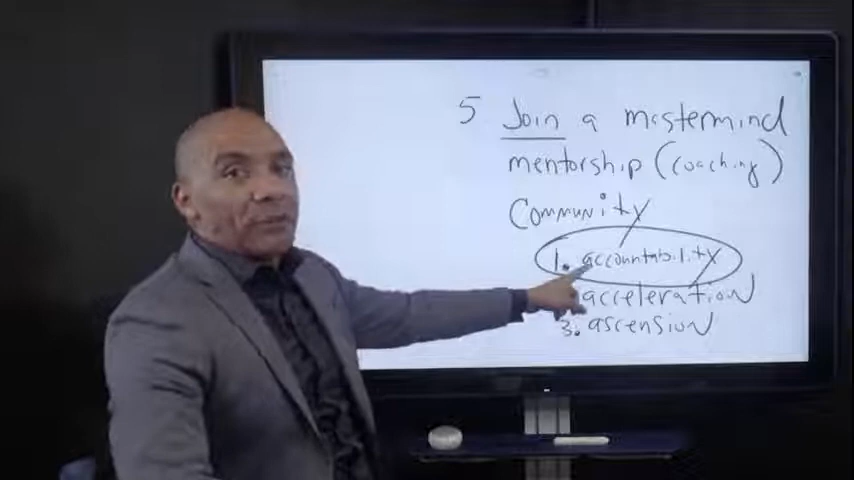 5 Join a mastermind
mentorship (coaching)
Community
1. accountability
acceleration
3. ascension